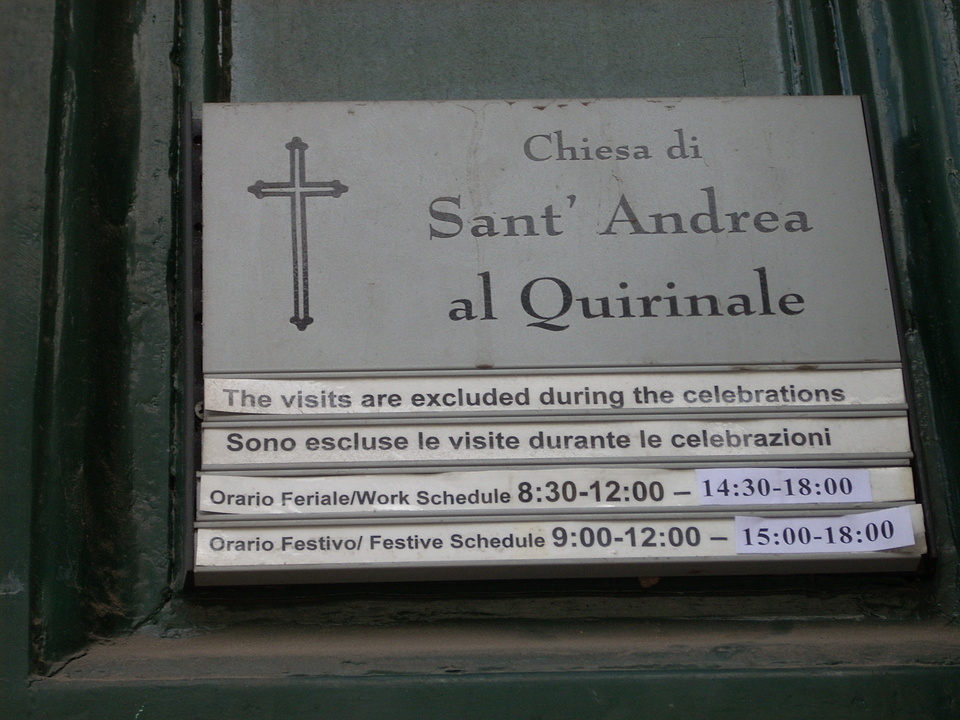 Chiesa di
Sant' Andrea
al Quirinale
The visits are excluded during the celebrations
Sono escluse le visite durante le celebrazioni
Orario Feriale/Work Schedule 8:30-12:00 – 14:30-18:00
Orario Festivo/ Festive Schedule 9:00-12:00 – 15:00-18:00